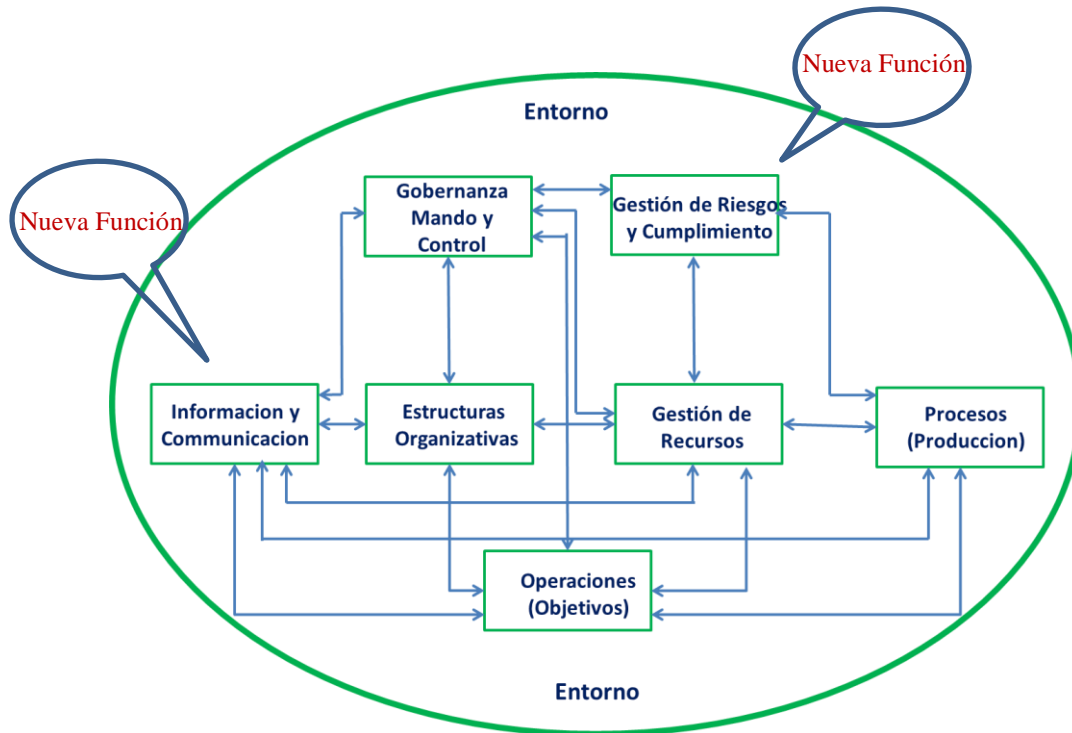 Nueva Función
Entorno
Nueva Función
Gobernanza
Mando y
Control
Gestión de Riesgos
y Cumplimiento
Informacion y
Communicacion
Estructuras
Organizativas
Gestión de
Recursos
Procesos
(Produccion)
Operaciones
(Objetivos)
Entorno